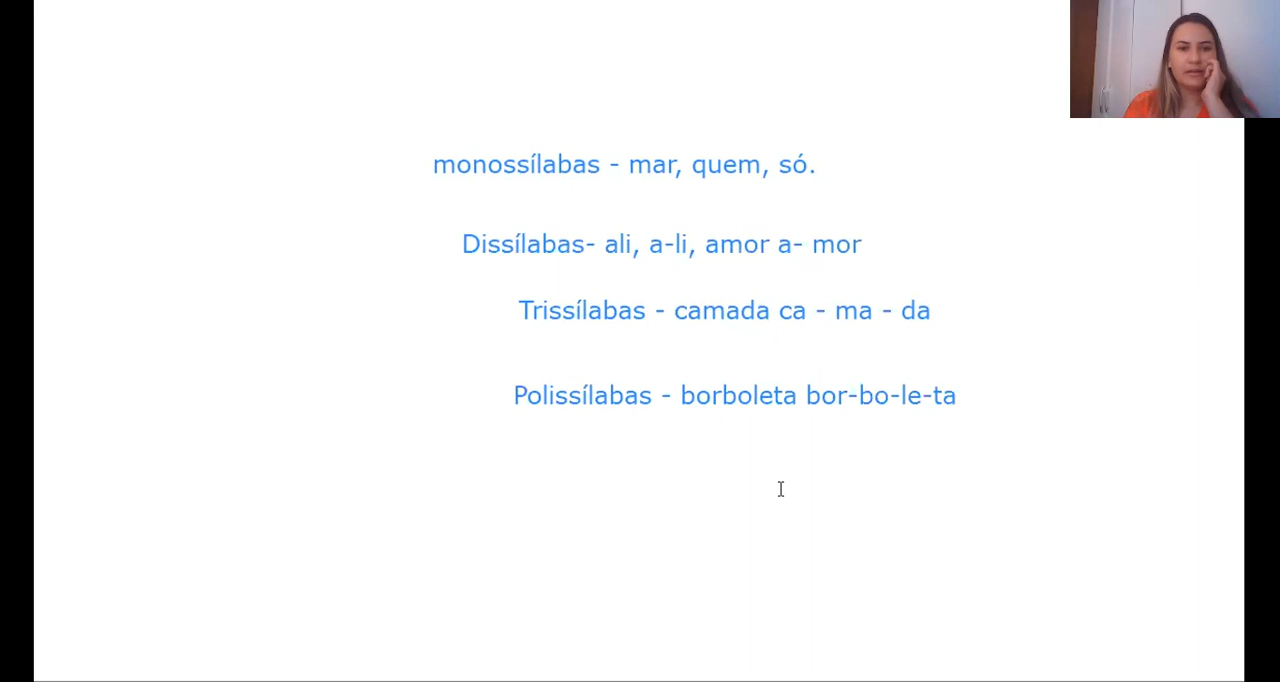 monossílabas - mar, quem, só.
Dissílabas- ali, a-li, amor a- mor
Trissílabas - camada ca - ma - da
Polissílabas - borboleta bor-bo-le-ta